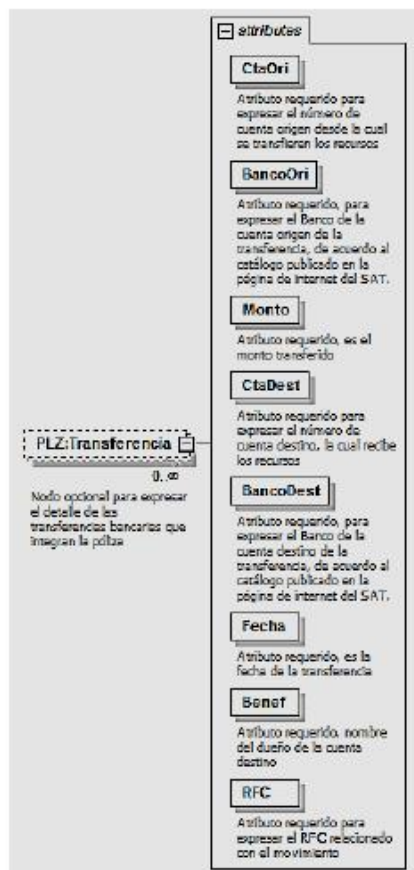 attributes
CtaOri
Atributo requerido para
expresar el número de
cuenta origen desde la cual
se transfieren los recursos
BancoOri
Atributo requerido, para
expresar el Banco de la
cuenta origen de la
transferencia, de acuerdo al
catálogo publicado en la
página de internet del SAT.
Monto
Atributo requerido, es el
monto transferido
CtaDest
Atributo requerido para
expresar el número de
cuenta destino, la cual recibe
los recursos
PLZ:Transferencia
0..∞
Nodo opcional para expresar
el detalle de las
transferencias bancarias que
integran la póliza
BancoDest
Atributo requerido, para
expresar el Banco de la
cuenta destino de la
transferencia, de acuerdo al
catálogo publicado en la
página de internet del SAT.
Fecha
Atributo requerido, es la
fecha de la transferencia
Benef
Atributo requerido, nombre
del dueño de la cuenta
destino
RFC
Atributo requerido para
expresar el RFC relacionado
con el movimiento